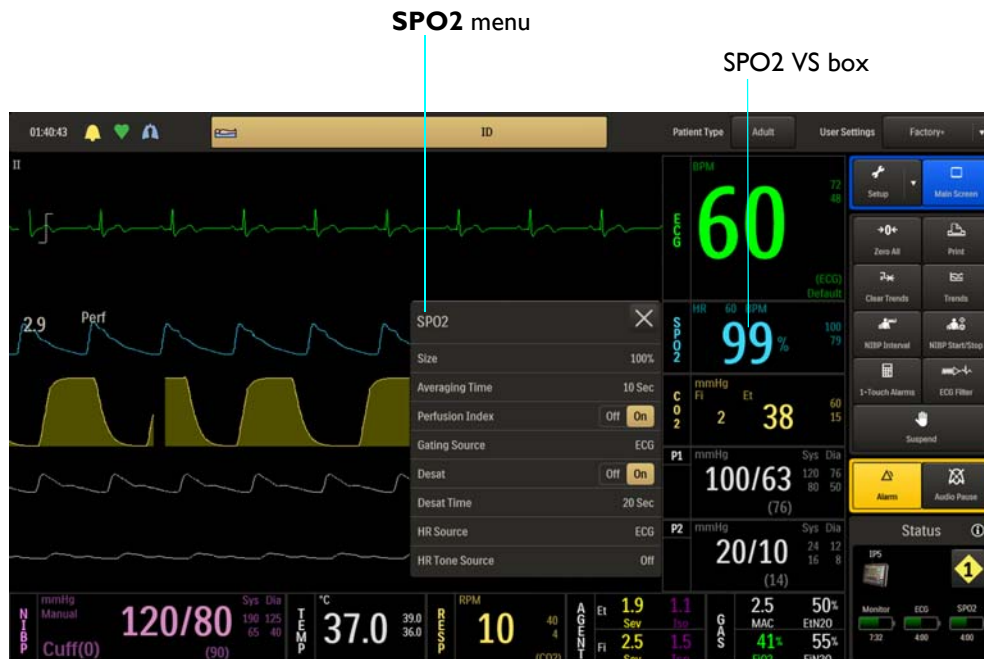 SPO2 menu
SPO2 VS box
01:40:43
ID
Patient Type
Adult
User Settings
Factory+
II
BPM
60
72
48
ECG
(ECG)
Default
Setup
Main Screen
→0←
Zero All
Print
Clear Trends
Trends
NIBP Interval
NIBP Start/Stop
1-Touch Alarms
ECG Filter
Suspend
2.9
Perf
SPO2
Size 100%
Averaging Time 10 Sec
Perfusion Index Off On
Gating Source ECG
Desat Off On
Desat Time 20 Sec
HR Source ECG
HR Tone Source Off
SPO2
HR 60 BPM
99%
100
79
CO2
mmHg
Fi Et
2 38
60
15
P1 mmHg Sys Dia
100/63
120 76
80 50
(76)
P2 mmHg Sys Dia
20/10
24 12
16 8
(14)
Alarm
Audio Pause
Status
IPS
1
Monitor ECG SPO2
7:32 4:00 4:00
NIBP
mmHg
Manual
120/80
Sys Dia
190 125
65 40
Cuff(0)
(90)
TEMP
°C
37.0
39.0
36.0
RESP
RPM
10
40
4
(CO2)
AGENT
Et 1.9 1.1
Sev Iso
Fi 2.5 1.5
Sev Iso
GAS
2.5 50%
MAC EtN2O
41% 55%
FiO2 FiN2O